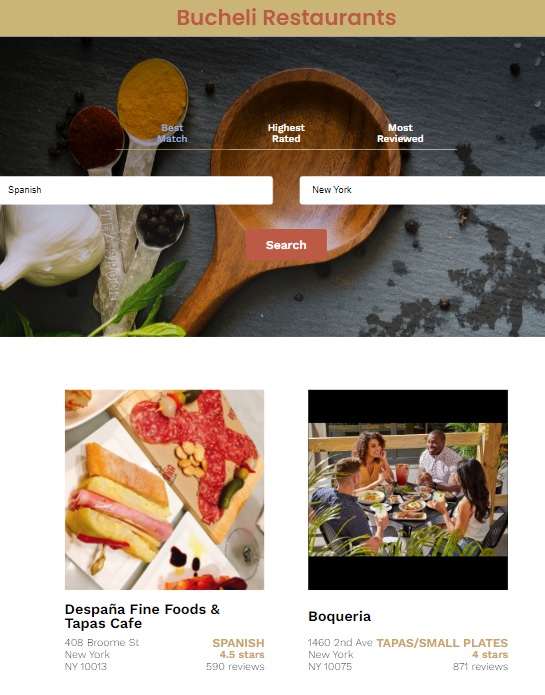 Bucheli Restaurants
Best
Match
Highest
Rated
Most
Reviewed
Spanish
New York
Search
Despaña Fine Foods &
Tapas Cafe
408 Broome St
New York
NY 10013
SPANISH
4.5 stars
590 reviews
Boqueria
1460 2nd Ave
New York
NY 10075
TAPAS/SMALL PLATES
4 stars
871 reviews